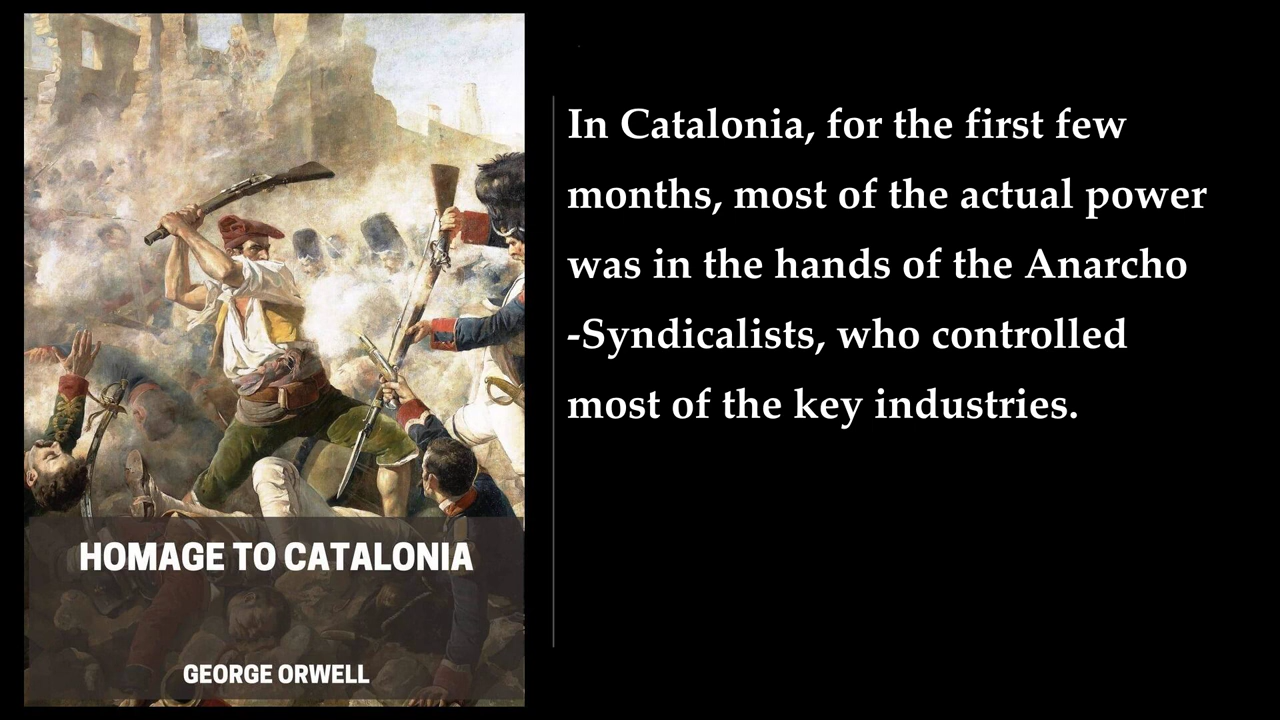 HOMAGE TO CATALONIA
GEORGE ORWELL
In Catalonia, for the first few
months, most of the actual power
was in the hands of the Anarcho
-Syndicalists, who controlled
most of the key industries.